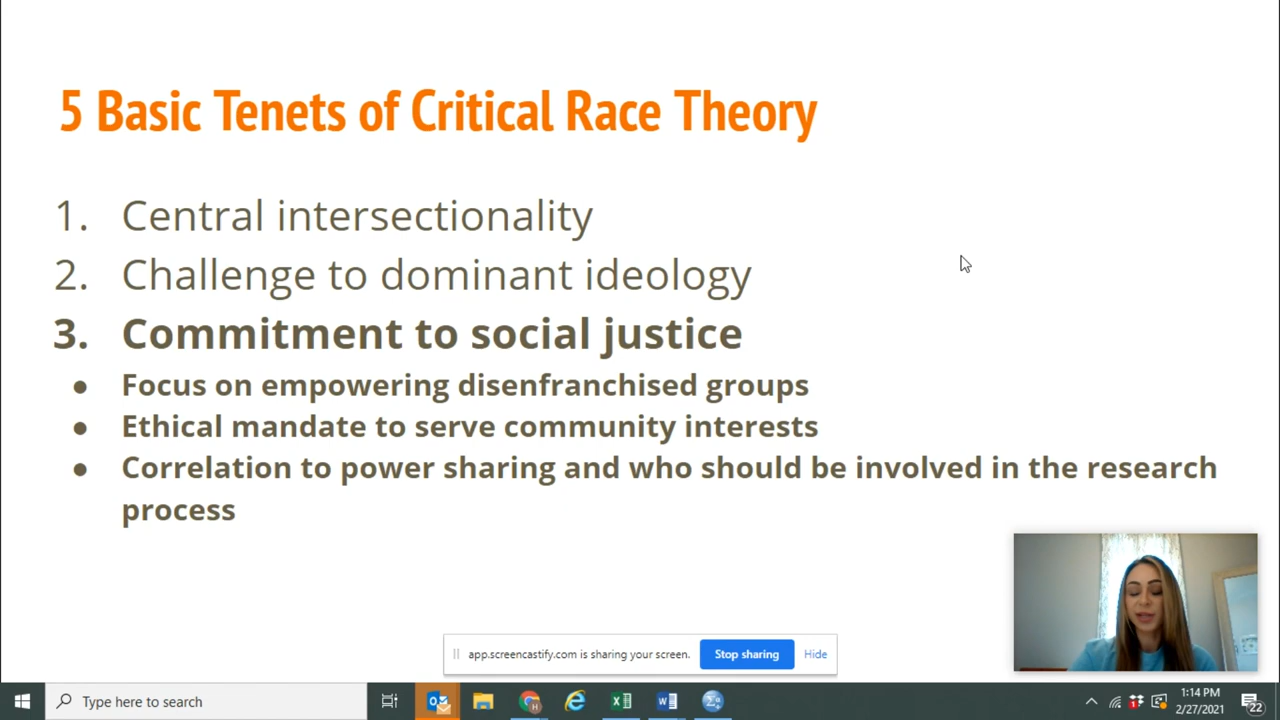 5 Basic Tenets of Critical Race Theory
1. Central intersectionality
2. Challenge to dominant ideology
3. Commitment to social justice
● Focus on empowering disenfranchised groups
● Ethical mandate to serve community interests
● Correlation to power sharing and who should be involved in the research
process
app.screencastify.com is sharing your screen. Stop sharing Hide
Type here to search
1:14 PM
2/27/2021
22